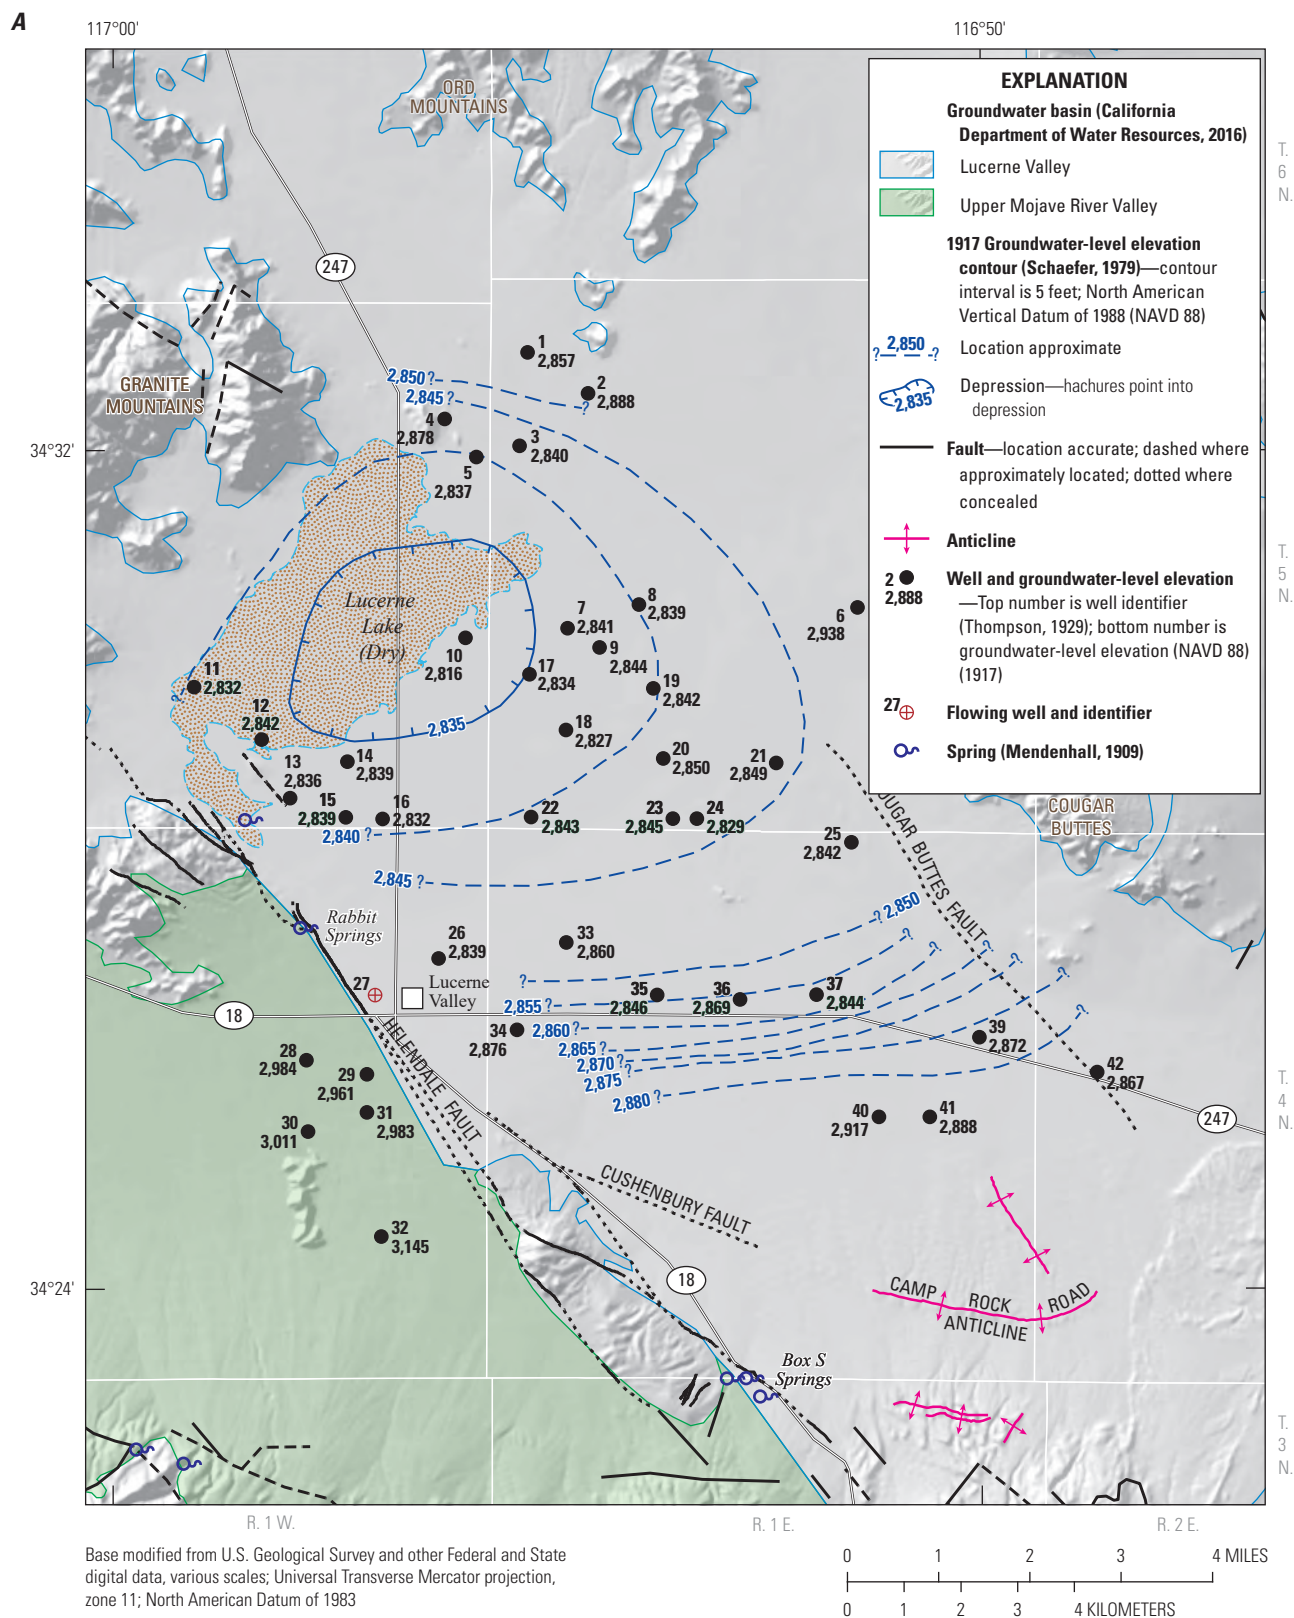 A
117°00'
116°50'
ORD
MOUNTAINS
EXPLANATION
Groundwater basin (California
Department of Water Resources, 2016)
Lucerne Valley
Upper Mojave River Valley
1917 Groundwater-level elevation
contour (Schaefer, 1979)—contour
interval is 5 feet; North American
Vertical Datum of 1988 (NAVD 88)
2,850
? ?
Location approximate
2,835
Depression—hachures point into
depression
Fault—location accurate; dashed where
approximately located; dotted where
concealed
Anticline
2
2,888
Well and groundwater-level elevation
—Top number is well identifier
(Thompson, 1929); bottom number is
groundwater-level elevation (NAVD 88)
(1917)
27
Flowing well and identifier
Spring (Mendenhall, 1909)
T.
6
N.
T.
5
N.
T.
4
N.
T.
3
N.
247
GRANITE
MOUNTAINS
34°32'
1
2,857
2
2,888
2,850 ?
?
2,845 ?
4
2,878
3
2,840
5
2,837
Lucerne
Lake
(Dry)
8
2,839
7
2,841
9
2,844
6
2,938
10
2,816
11
2,832
?
17
2,834
19
2,842
12
2,842
2,835
18
2,827
14
2,839
20
2,850
21
2,849
13
2,836
15
2,839
16
2,832
2,840 ?
22
2,843
23
2,845
24
2,829
25
2,842
COUGAR
BUTTES
OUGAR BUTTES FAULT
2,845 ?
Rabbit
Springs
26
2,839
33
2,860
? 2,850
? ? ? ? ? ?
27
Lucerne
Valley
?
35
2,846
36
2,869
37
2,844
2,855 ?
18
34
2,876
2,860 ?
2,865 ?
2,870 ?
2,875 ?
2,880 ?
39
2,872
42
2,867
HELENDALE FAULT
28
2,984
29
2,961
31
2,983
30
3,011
40
2,917
41
2,888
247
CUSHENBURY FAULT
32
3,145
34°24'
18
CAMP ROCK ROAD
ANTICLINE
Box S
Springs
R. 1 W.
R. 1 E.
R. 2 E.
Base modified from U.S. Geological Survey and other Federal and State
digital data, various scales; Universal Transverse Mercator projection,
zone 11; North American Datum of 1983
0 1 2 3 4 MILES
0 1 2 3 4 KILOMETERS